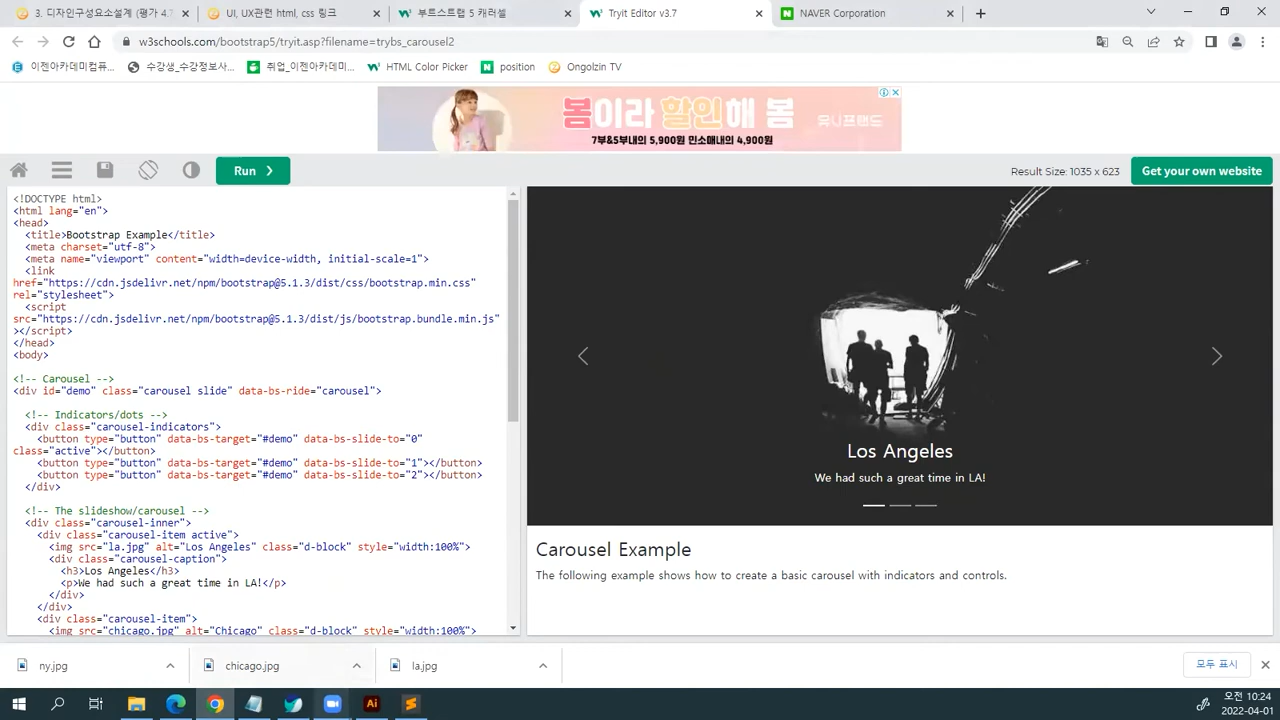 3. 디자인구성요소설계 (평가 4.
UI, UX관련 html, css 링크
부트스트랩 5 캐러셀
Tryit Editor v3.7
NAVER Corporation
w3schools.com/bootstrap5/tryit.asp?filename=trybs_carousel2
이젠아카데미컴퓨...
수강생_수강정보사...
취업_이젠아카데미...
HTML Color Picker
position
Ongolzin TV
봄이라 할인해 봄
7부&5부내의 5,900원 민소매내의 4,900원
유니프랜드
Run ❯
Result Size: 1035 x 623
Get your own website
<!DOCTYPE html>
<html lang="en">
<head>
<title>Bootstrap Example</title>
<meta charset="utf-8">
<meta name="viewport" content="width=device-width, initial-scale=1">
<link
href="https://cdn.jsdelivr.net/npm/bootstrap@5.1.3/dist/css/bootstrap.min.css"
rel="stylesheet">
<script
src="https://cdn.jsdelivr.net/npm/bootstrap@5.1.3/dist/js/bootstrap.bundle.min.js"
></script>
</head>
<body>
<!-- Carousel -->
<div id="demo" class="carousel slide" data-bs-ride="carousel">
<!-- Indicators/dots -->
<div class="carousel-indicators">
<button type="button" data-bs-target="#demo" data-bs-slide-to="0"
class="active"></button>
<button type="button" data-bs-target="#demo" data-bs-slide-to="1"></button>
<button type="button" data-bs-target="#demo" data-bs-slide-to="2"></button>
</div>
<!-- The slideshow/carousel -->
<div class="carousel-inner">
<div class="carousel-item active">
<img src="la.jpg" alt="Los Angeles" class="d-block" style="width:100%">
<div class="carousel-caption">
<h3>Los Angeles</h3>
<p>We had such a great time in LA!</p>
</div>
</div>
<div class="carousel-item">
<img src="chicago.jpg" alt="Chicago" class="d-block" style="width:100%">
Los Angeles
We had such a great time in LA!
Carousel Example
The following example shows how to create a basic carousel with indicators and controls.
ny.jpg
chicago.jpg
la.jpg
모두 표시
오전 10:24
2022-04-01